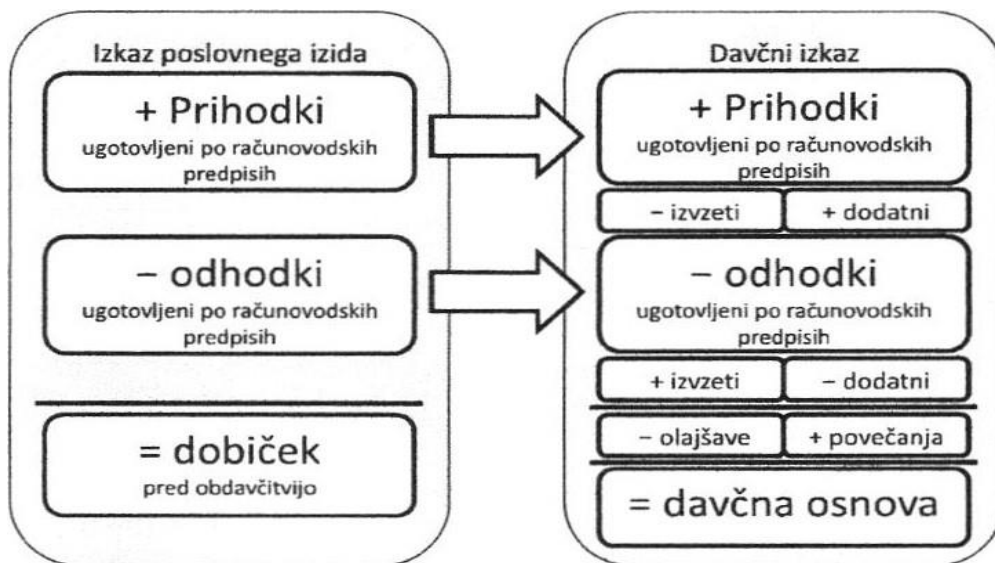 Izkaz poslovnega izida
+ Prihodki
ugotovljeni po računovodskih
predpisih
− odhodki
ugotovljeni po računovodskih
predpisih
= dobiček
pred obdavčitvijo
Davčni izkaz
+ Prihodki
ugotovljeni po računovodskih
predpisih
− izvzeti
+ dodatni
− odhodki
ugotovljeni po računovodskih
predpisih
+ izvzeti
− dodatni
− olajšave
+ povečanja
= davčna osnova